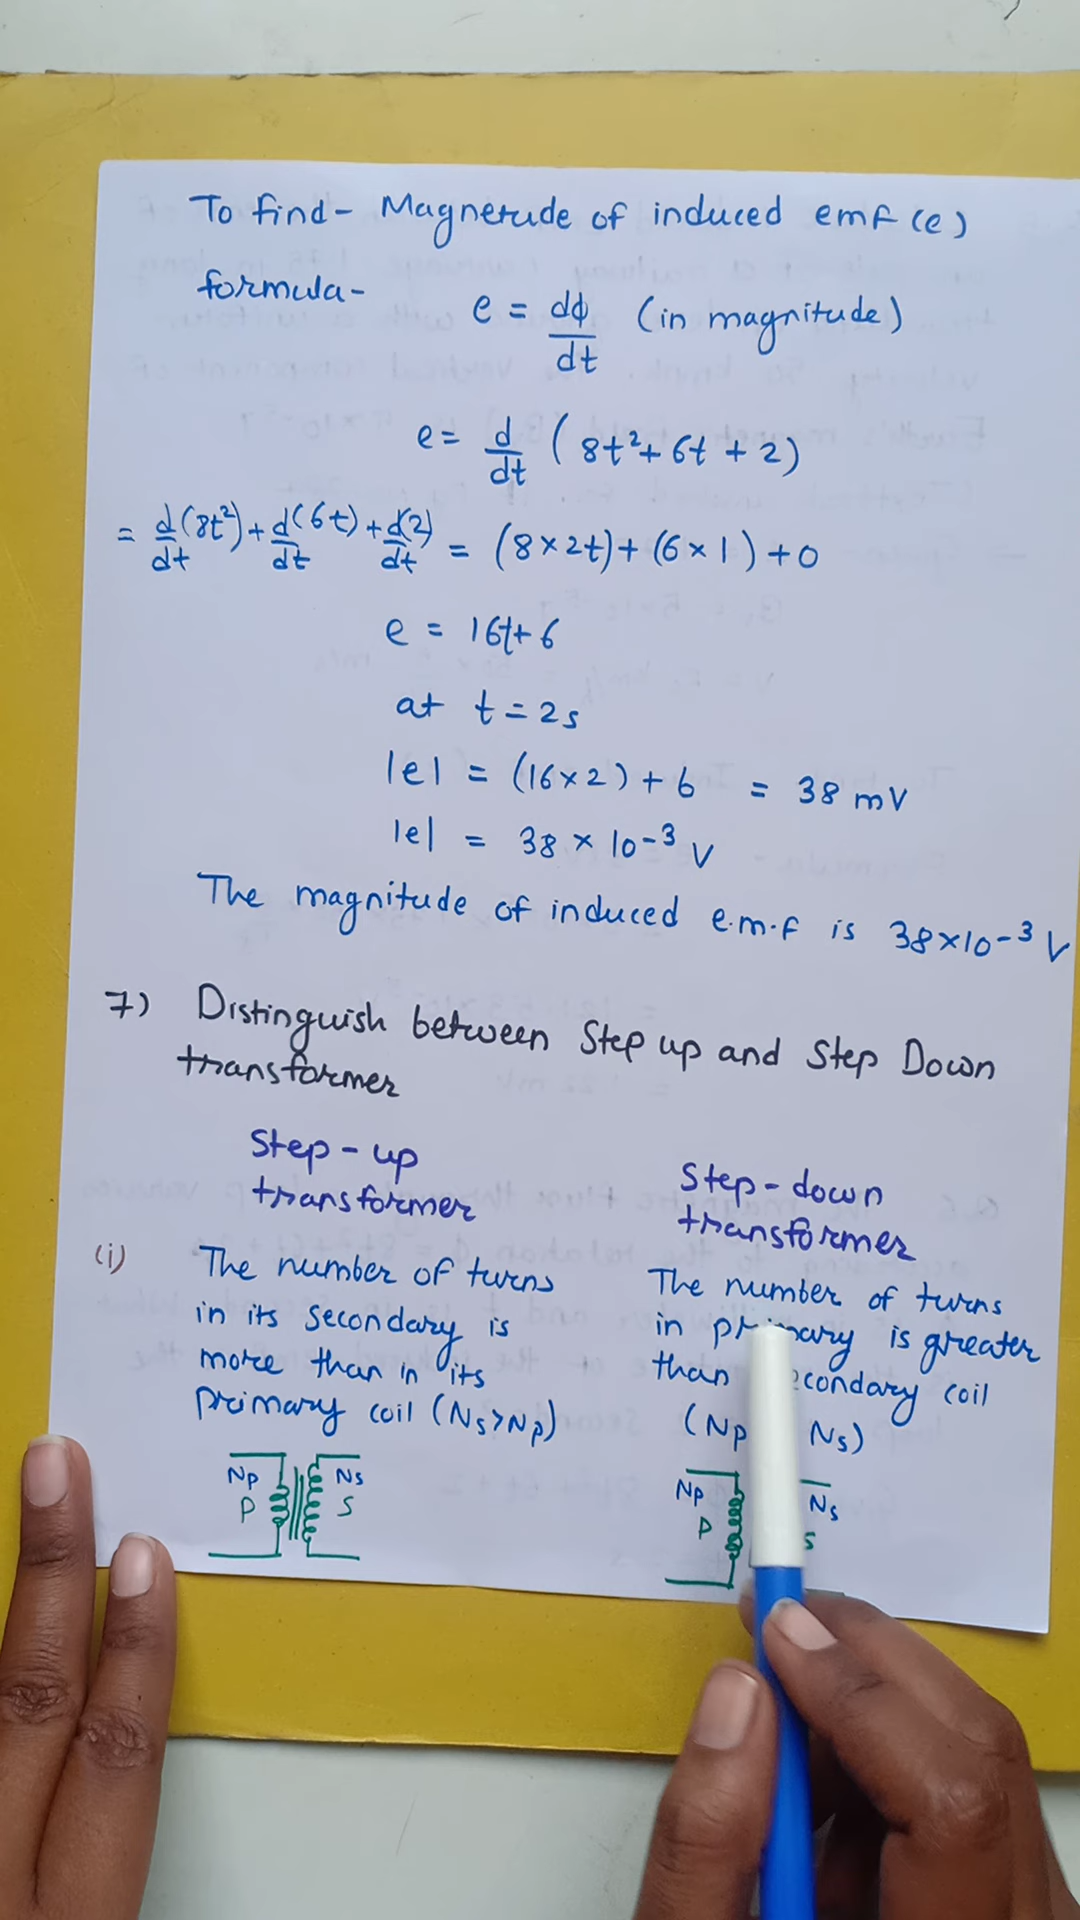 To find- Magnetude of induced emf (e)
formula-
e = dϕ/dt (in magnitude)
e = d/dt ( 8t²+ 6t + 2)
= d(8t²)/dt + d(6t)/dt + d(2)/dt = (8×2t)+(6×1)+0
e = 16t+6
at t=2s
|e| = (16×2)+6 = 38 mV
|e| = 38 × 10-³ V
The magnitude of induced e.m.f is 38×10-³ V
7) Distinguish between Step up and Step Down
transformer
Step-up
transformer
Step-down
transformer
(i) The number of turns
in its secondary is
more than in its
primary coil (Ns>Np)
The number of turns
in primary is greater
than secondary coil
(Np Ns)
Np Ns
P S
Np Ns
P S